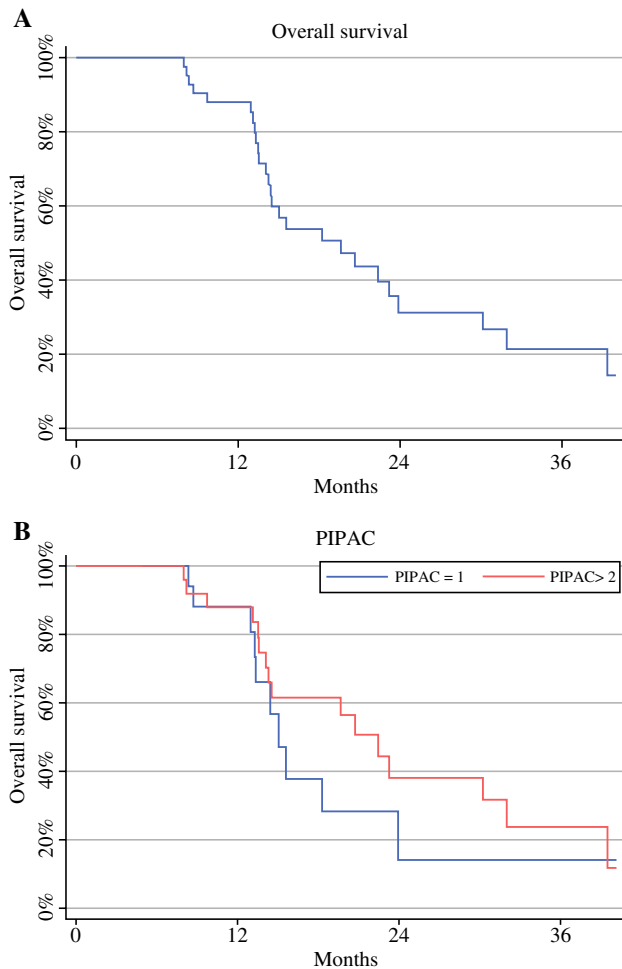 A
Overall survival
Overall survival
100%
80%
60%
40%
20%
0%
0 12 24 36
Months
B
PIPAC
PIPAC = 1 PIPAC> 2
Overall survival
100%
80%
60%
40%
20%
0%
0 12 24 36
Months